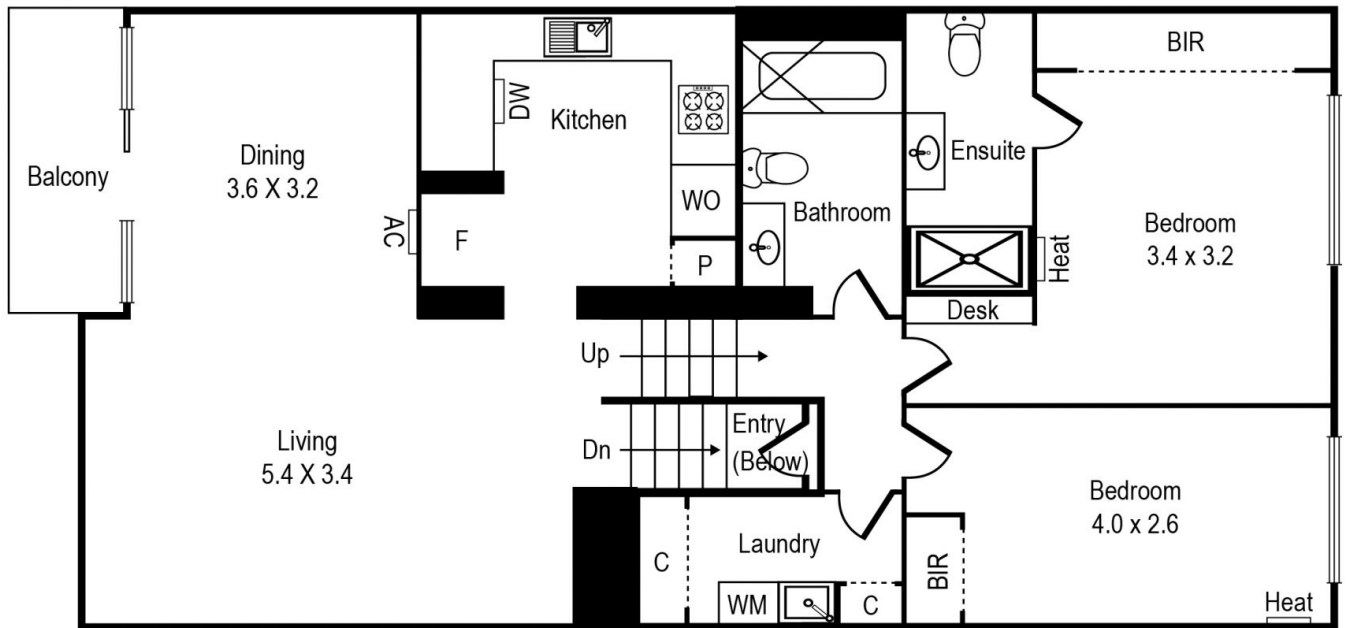 BIR
DW
Kitchen
Ensuite
Dining
3.6 X 3.2
Balcony
WO
Bathroom
AC
F
Bedroom
3.4 x 3.2
Heat
P
Desk
Up
Entry
(Below)
Living
5.4 X 3.4
Dn
Bedroom
4.0 x 2.6
Laundry
C
BIR
WM
C
Heat